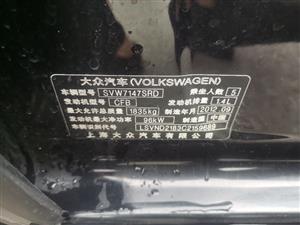 大众汽车(VOLKSWAGEN)
车辆型号 SVW7147SRD 乘坐人数 5
发动机型号 CFB 发动机排量 1.4L
最大允许总质量 1835kg 制造年月 2012.09
发动机最大净功率 96kW 制造国 中国
车辆识别代号 LSVND2183C2159689
上海大众汽车有限公司